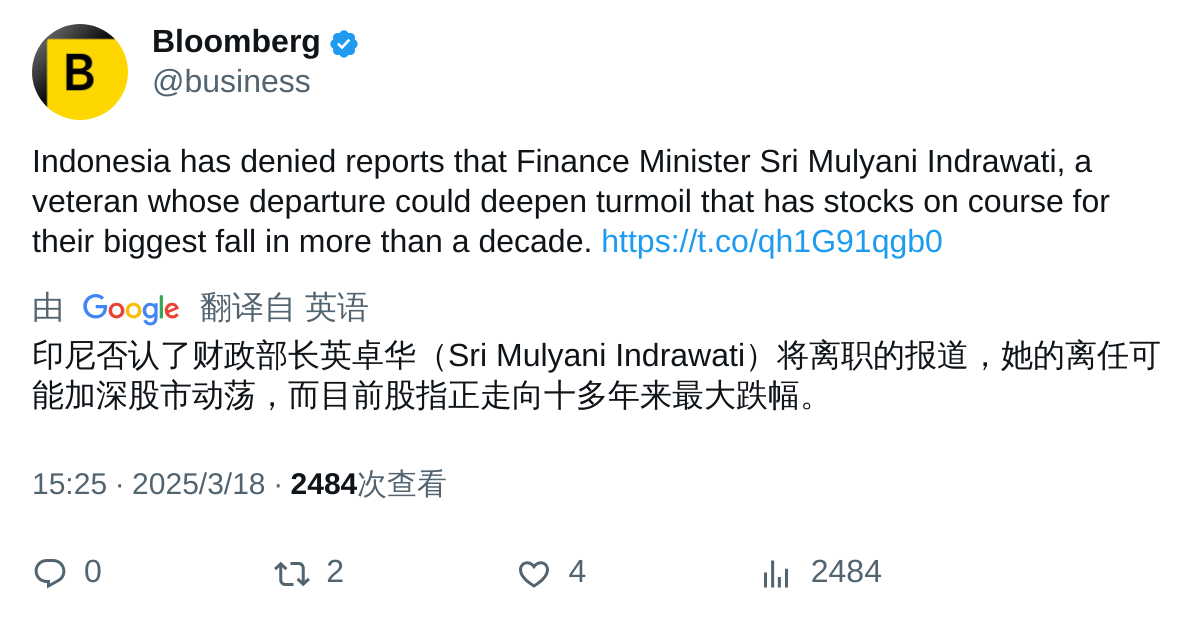 B
Bloomberg
@business
Indonesia has denied reports that Finance Minister Sri Mulyani Indrawati, a
veteran whose departure could deepen turmoil that has stocks on course for
their biggest fall in more than a decade. https://t.co/qh1G91qgb0
由 Google 翻译自 英语
印尼否认了财政部长英卓华（Sri Mulyani Indrawati）将离职的报道，她的离任可
能加深股市动荡，而目前股指正走向十多年来最大跌幅。
15:25 · 2025/3/18 · 2484次查看
0 2 4 2484